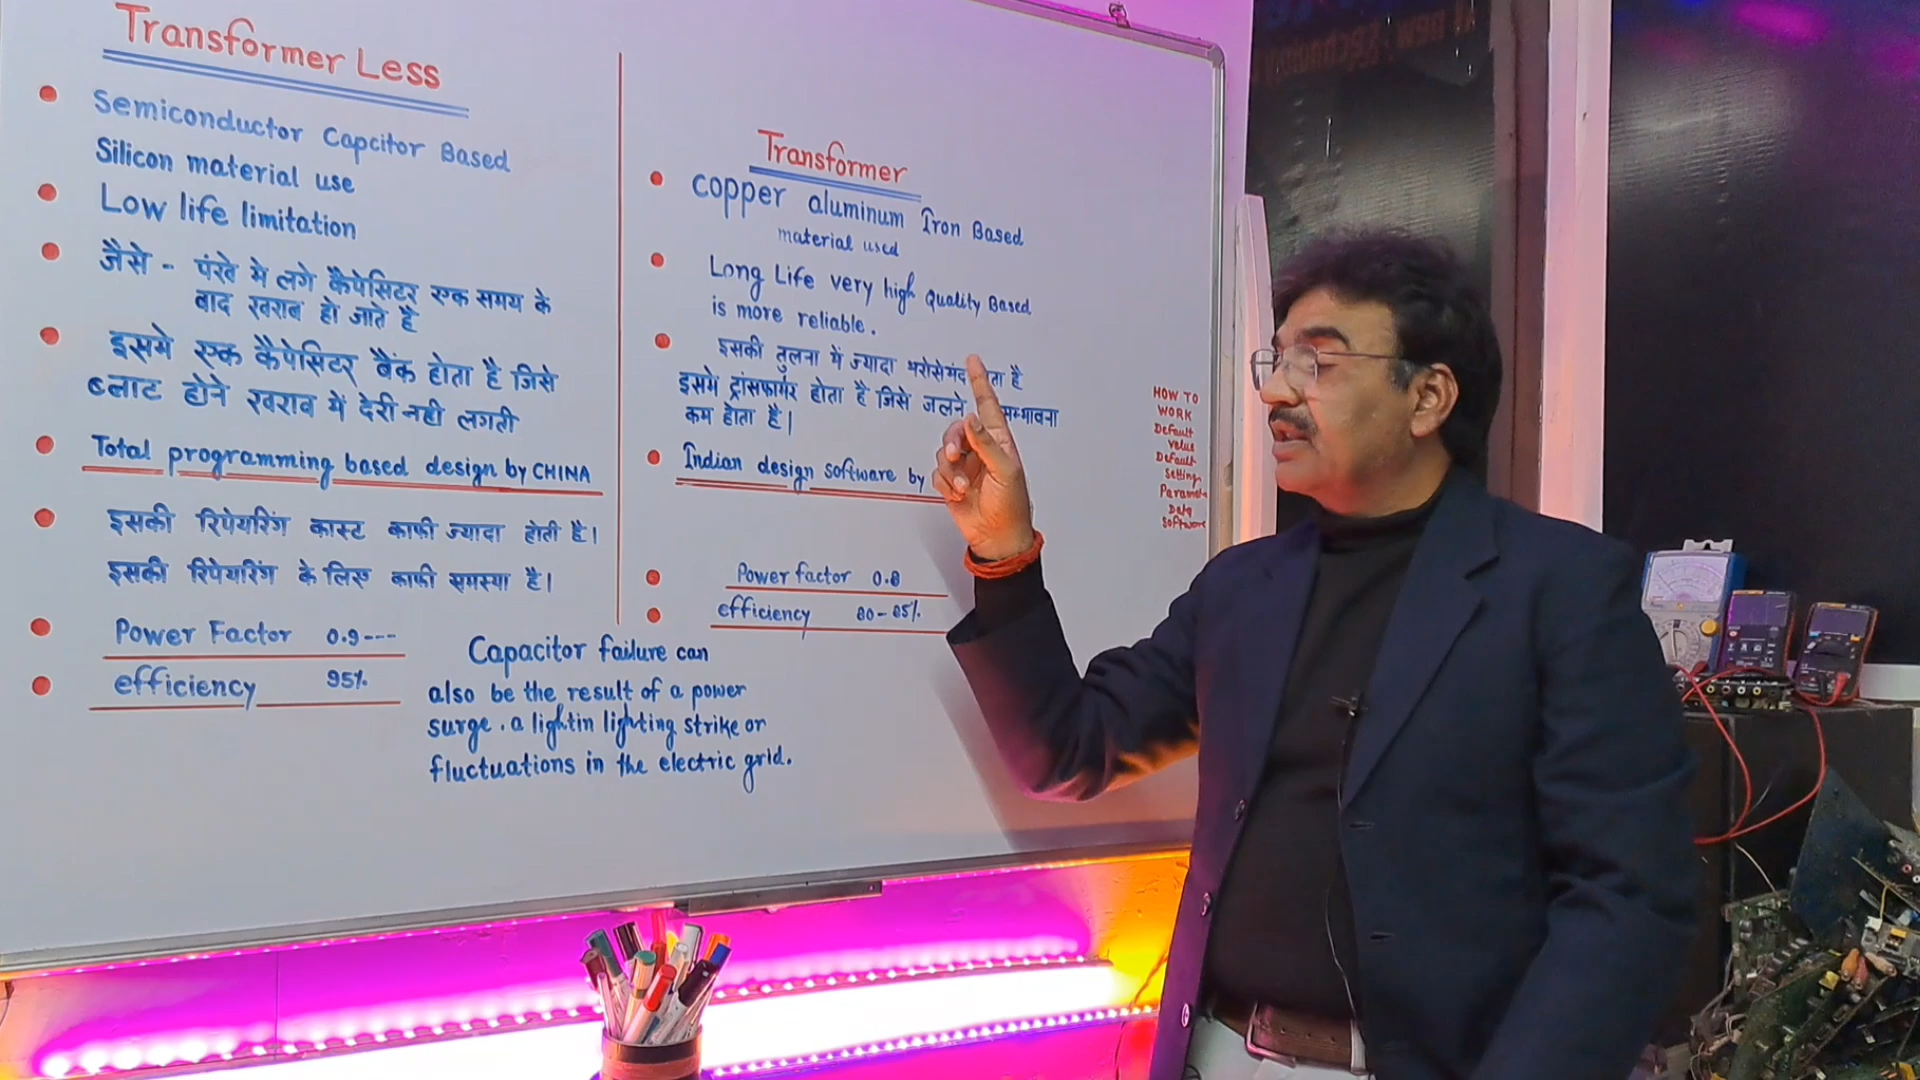 Transformer Less
Semiconductor Capcitor Based
Silicon material use
Low life limitation
जैसे - पंखे मे लगे कैपेसिटर एक समय के
बाद खराब हो जाते है
इसमे एक कैपेसिटर बैंक होता है जिसे
ब्लाट होने खराब में देरी नही लगती
Total programming based design by CHINA
इसकी रिपेयरिंग कास्ट काफी ज्यादा होती है।
इसकी रिपेयरिंग के लिए काफी समस्या है।
Power Factor 0.9---
efficiency 95%
Transformer
copper aluminum Iron Based
material used
Long Life very high Quality Based
is more reliable.
इसकी तुलना में ज्यादा भरोसेमंद है
इसमे ट्रांसफार्मर होता है जिसे जलने सम्भावना
कम होता है।
Indian design software by
Power factor 0.8
efficiency 80-85%
Capacitor failure can
also be the result of a power
surge. a lightin lighting strike or
fluctuations in the electric grid.
HOW TO
WORK
Default
value
Default
Setting
Data
Software